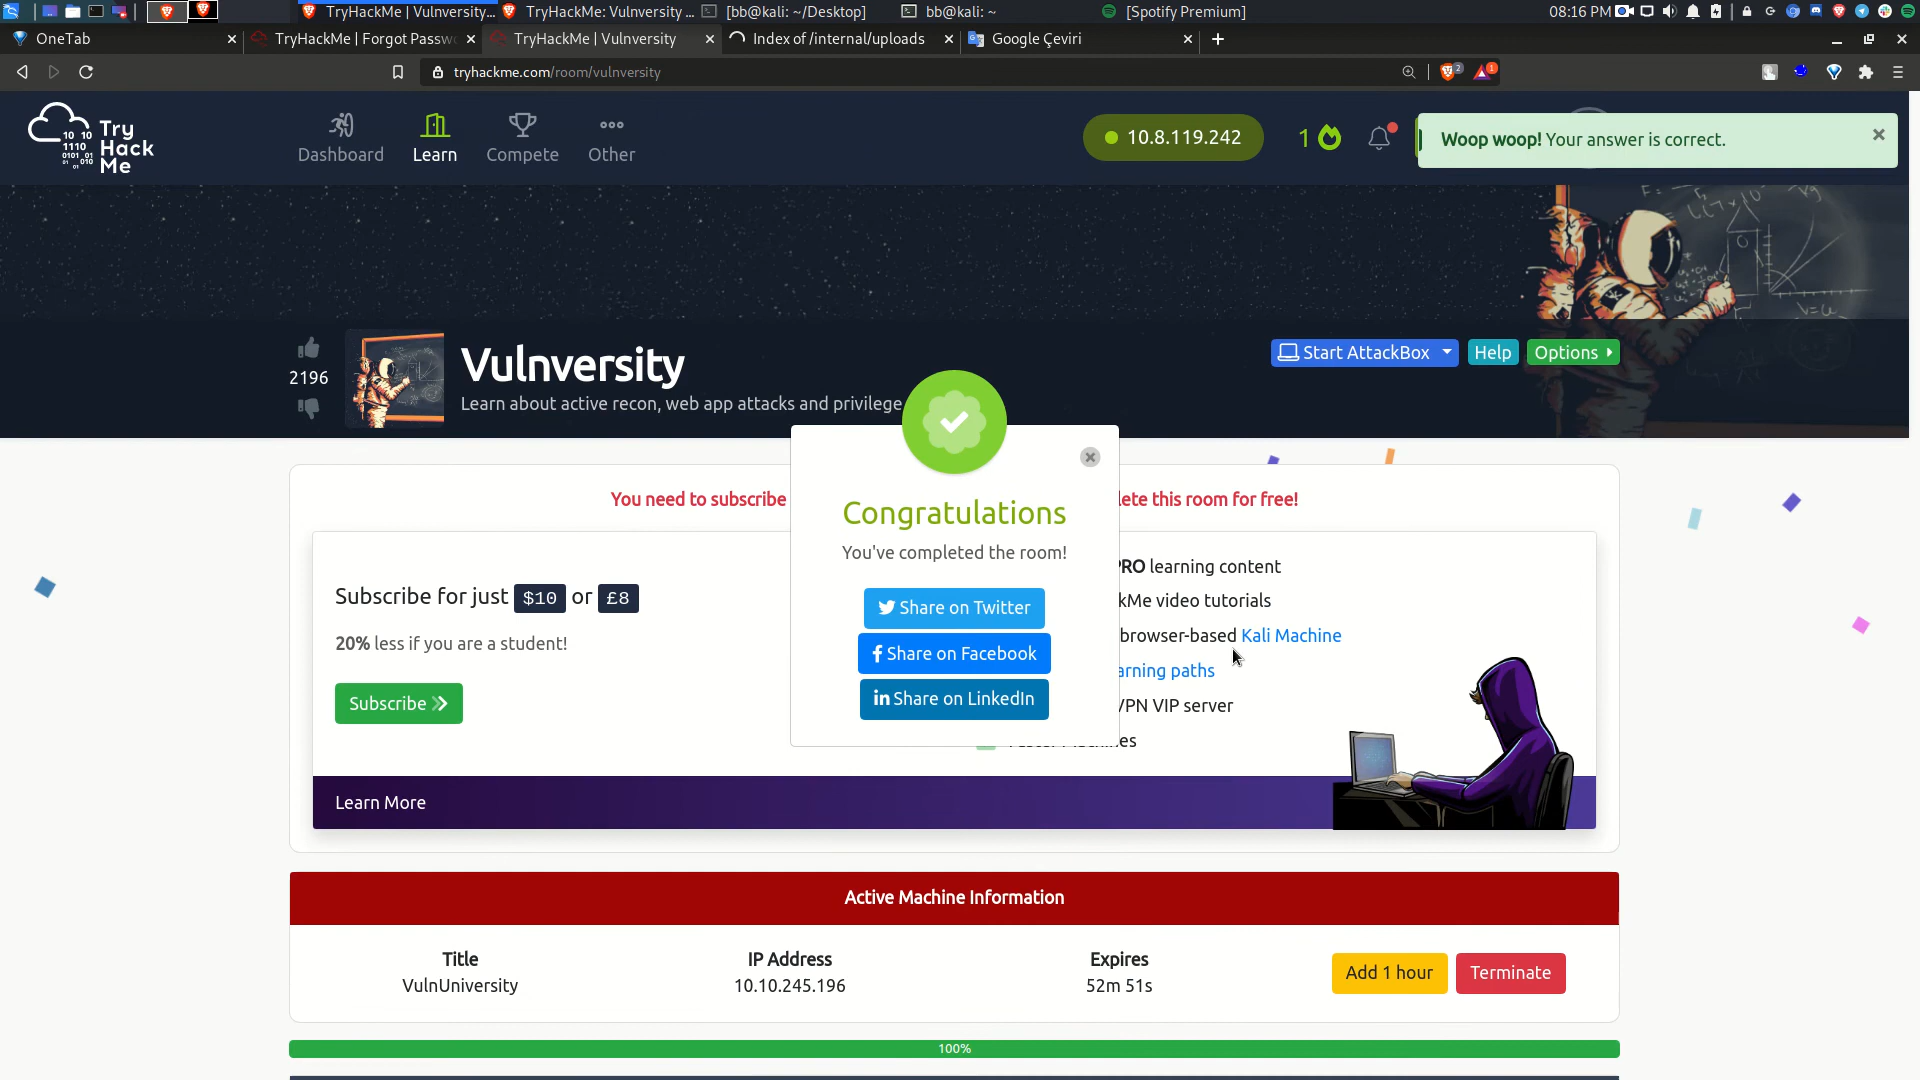 TryHackMe | Vulnversity... TryHackMe: Vulnversity ... [bb@kali: ~/Desktop] bb@kali: ~ [Spotify Premium] 08:16 PM
OneTab TryHackMe | Forgot Passw TryHackMe | Vulnversity Index of /internal/uploads Google Çeviri
tryhackme.com/room/vulnversity 2 1
Try Hack Me
Dashboard Learn Compete Other
10.8.119.242 1
Woop woop! Your answer is correct.
2196
Vulnversity
Learn about active recon, web app attacks and privilege
Start AttackBox Help Options
You need to subscribe lete this room for free!
Congratulations
You've completed the room!
Share on Twitter
Share on Facebook
Share on LinkedIn
Subscribe for just $10 or £8
20% less if you are a student!
Subscribe
PRO learning content
kMe video tutorials
browser-based Kali Machine
arning paths
VPN VIP server
Learn More
Active Machine Information
Title IP Address Expires
VulnUniversity 10.10.245.196 52m 51s
Add 1 hour Terminate
100%